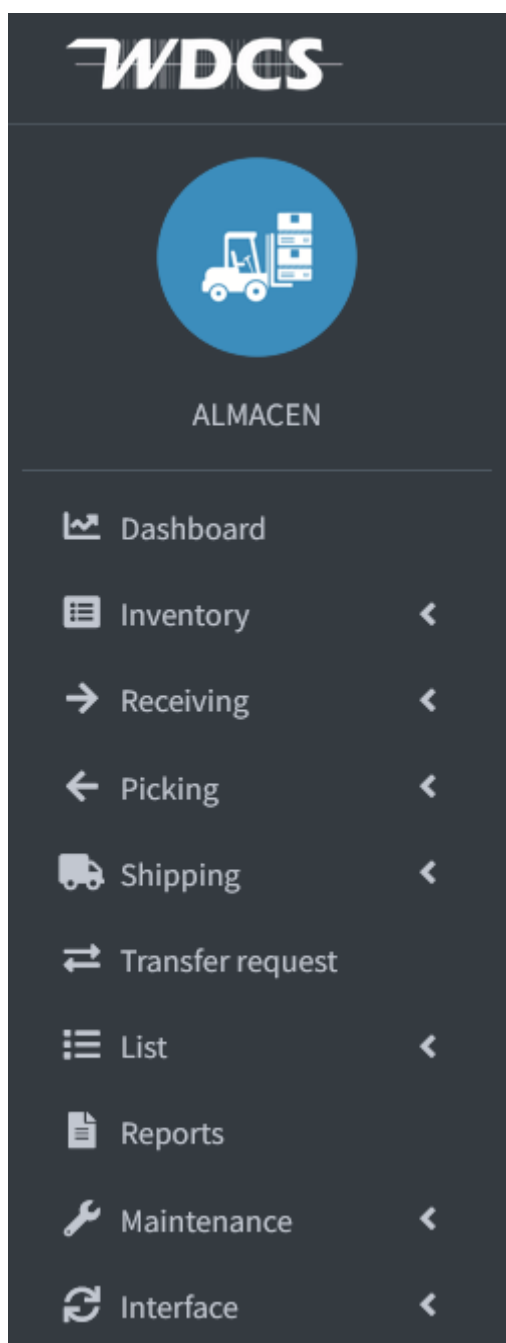 WDCS
ALMACEN
Dashboard
Inventory
Receiving
Picking
Shipping
Transfer request
List
Reports
Maintenance
Interface